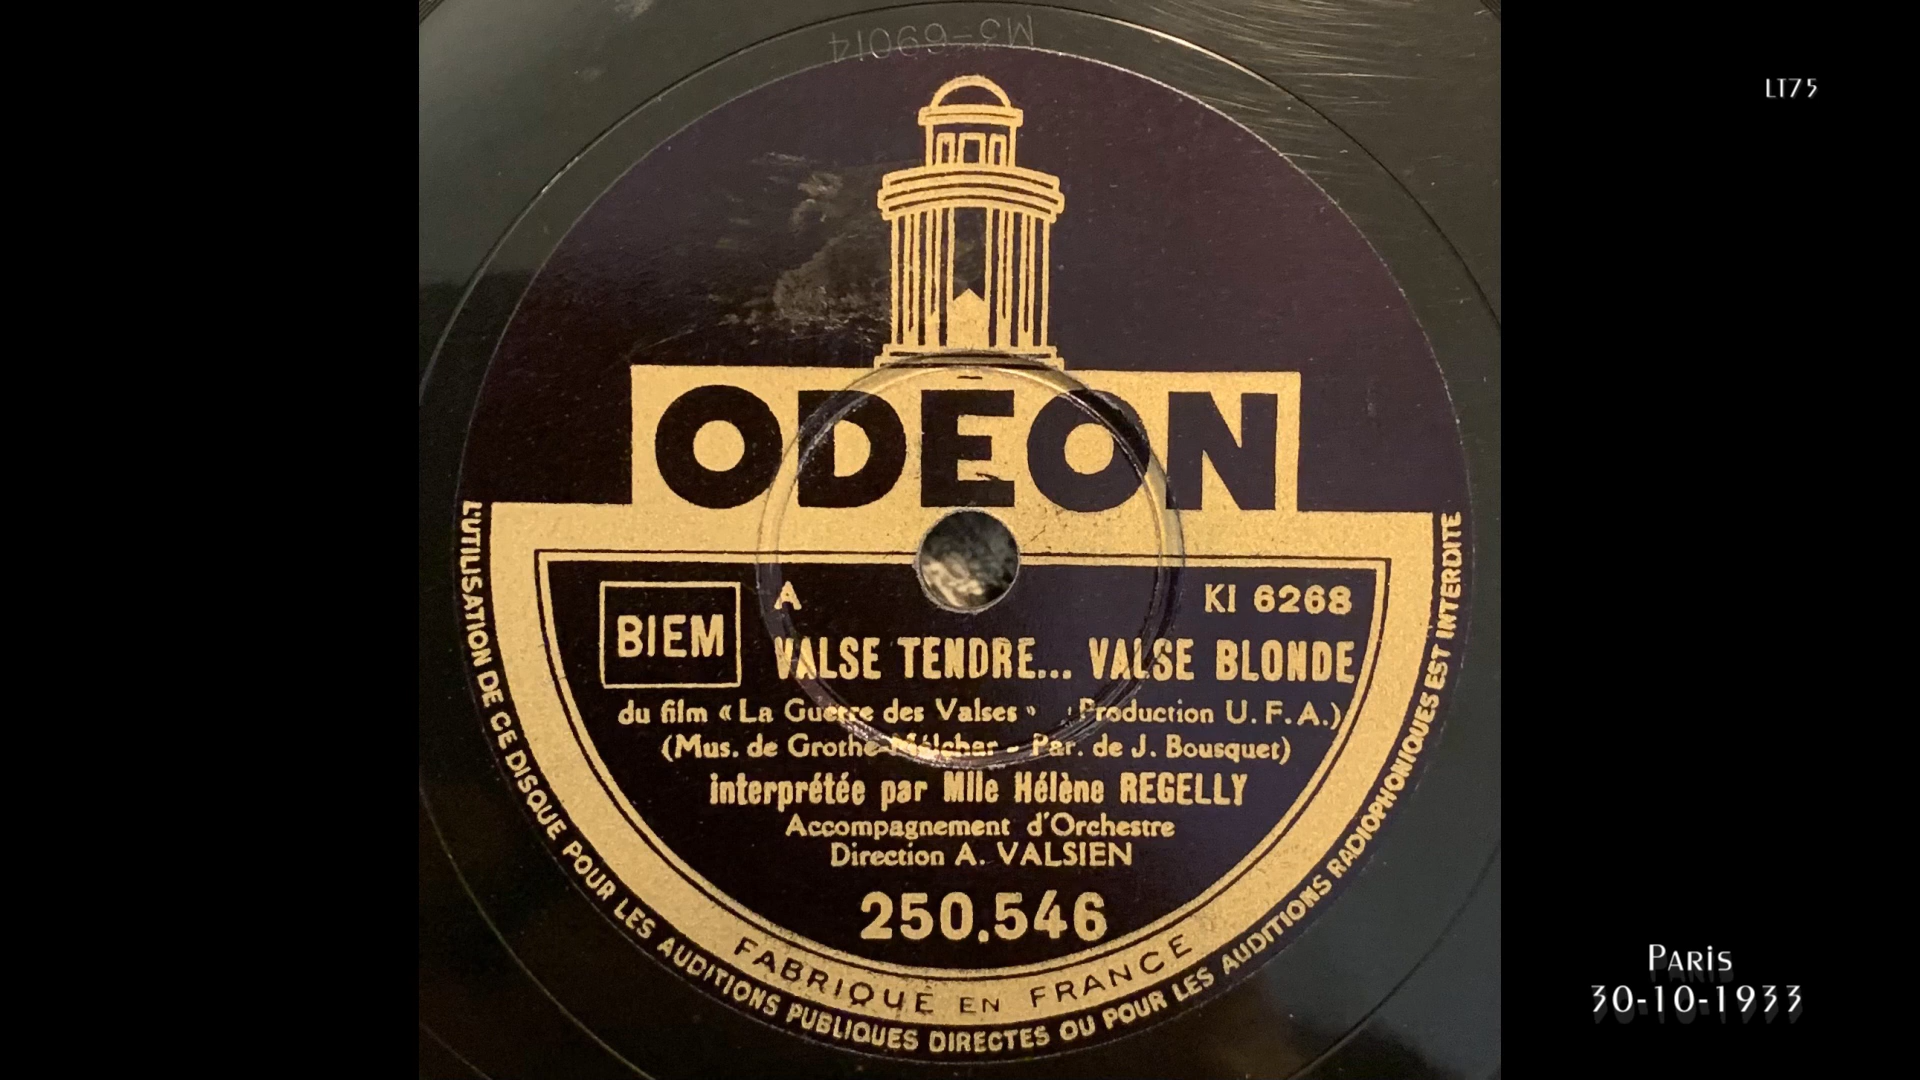 M3-69014
LT75
ODEON
BIEM
A
KI 6268
VALSE TENDRE... VALSE BLONDE
du film «La Guerre des Valses» (Production U.F.A.)
(Mus. de Grothe-Mélchar - Par. de J. Bousquet)
interprétée par Mlle Hélène REGELLY
Accompagnement d'Orchestre
Direction A. VALSIEN
250.546
FABRIQUÉ EN FRANCE
L'UTILISATION DE CE DISQUE POUR LES AUDITIONS PUBLIQUES DIRECTES OU POUR LES AUDITIONS RADIOPHONIQUES EST INTERDITE
Paris
30-10-1933